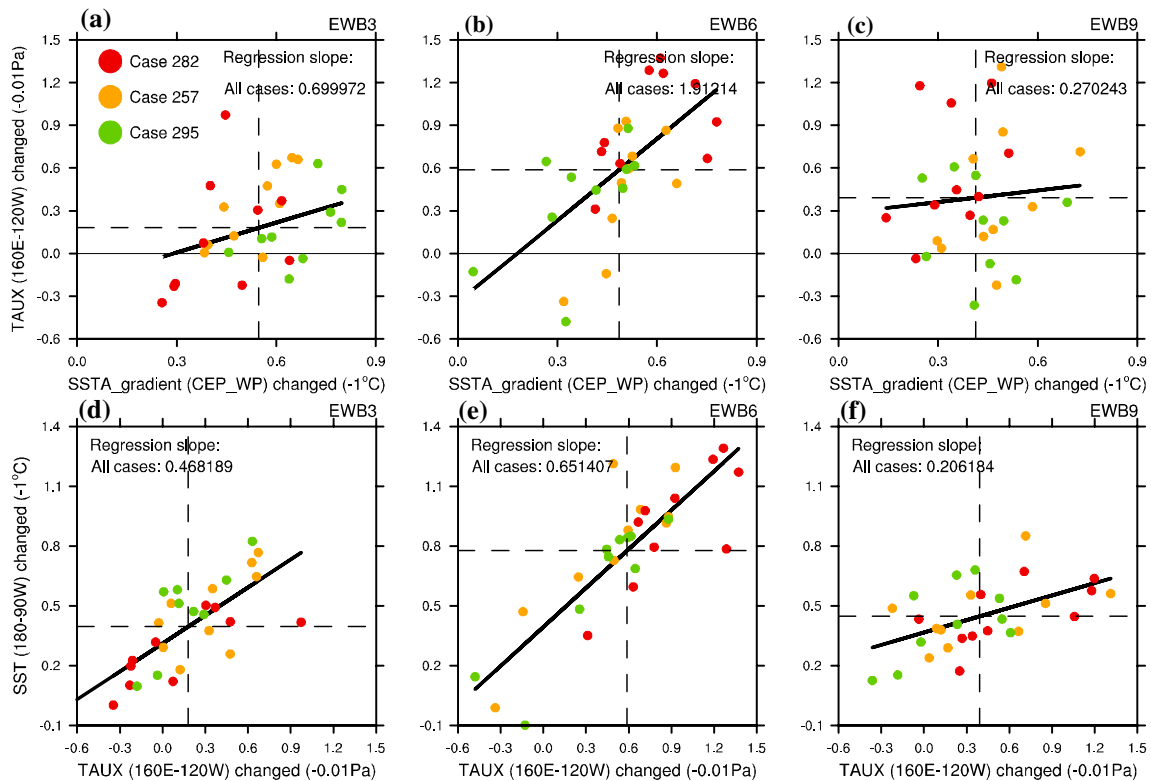 (a) EWB3
(b) EWB6
(c) EWB9
1.5
1.2
0.9
0.6
0.3
0.0
-0.3
-0.6
TAUX (160E-120W) changed (-0.01Pa)
Case 282
Case 257
Case 295
Regression slope:
All cases: 0.699972
0.0 0.3 0.6 0.9
SSTA_gradient (CEP_WP) changed (-1°C)
1.5
1.2
0.9
0.6
0.3
0.0
-0.3
-0.6
Regression slope:
All cases: 1.91214
0.0 0.3 0.6 0.9
SSTA_gradient (CEP_WP) changed (-1°C)
1.5
1.2
0.9
0.6
0.3
0.0
-0.3
-0.6
Regression slope:
All cases: 0.270243
0.0 0.3 0.6 0.9
SSTA_gradient (CEP_WP) changed (-1°C)
(d) EWB3
(e) EWB6
(f) EWB9
1.4
1.1
0.8
0.5
0.2
-0.1
SST (180-90W) changed (-1°C)
Regression slope:
All cases: 0.468189
-0.6 -0.3 0.0 0.3 0.6 0.9 1.2 1.5
TAUX (160E-120W) changed (-0.01Pa)
1.4
1.1
0.8
0.5
0.2
-0.1
Regression slope:
All cases: 0.651407
-0.6 -0.3 0.0 0.3 0.6 0.9 1.2 1.5
TAUX (160E-120W) changed (-0.01Pa)
1.4
1.1
0.8
0.5
0.2
-0.1
Regression slope:
All cases: 0.206184
-0.6 -0.3 0.0 0.3 0.6 0.9 1.2 1.5
TAUX (160E-120W) changed (-0.01Pa)